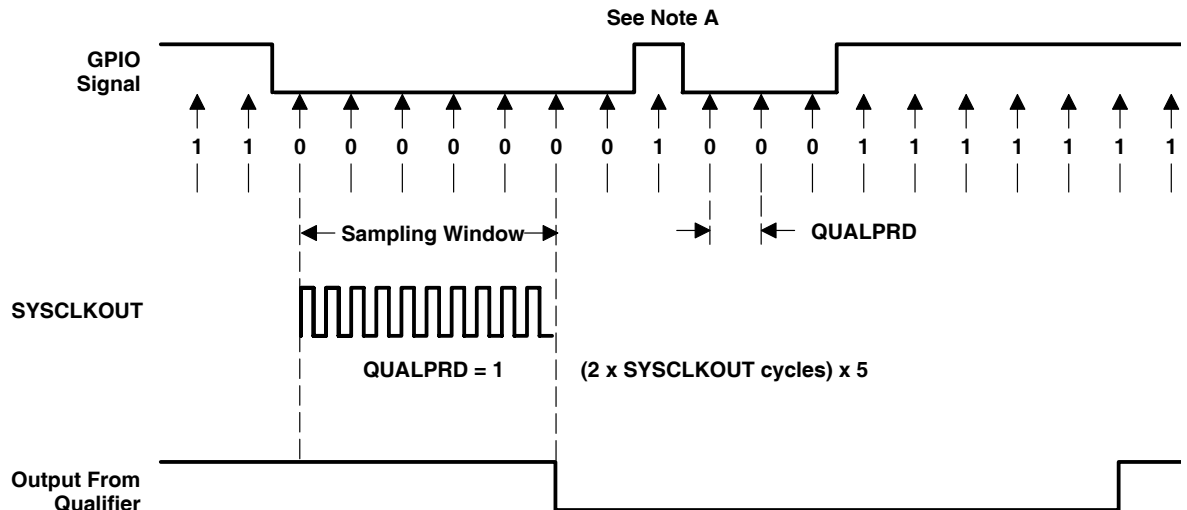 See Note A
GPIO
Signal
1 1 0 0 0 0 0 0 0 1 0 0 0 1 1 1 1 1 1 1
Sampling Window
QUALPRD
SYSCLKOUT
QUALPRD = 1
(2 x SYSCLKOUT cycles) x 5
Output From
Qualifier